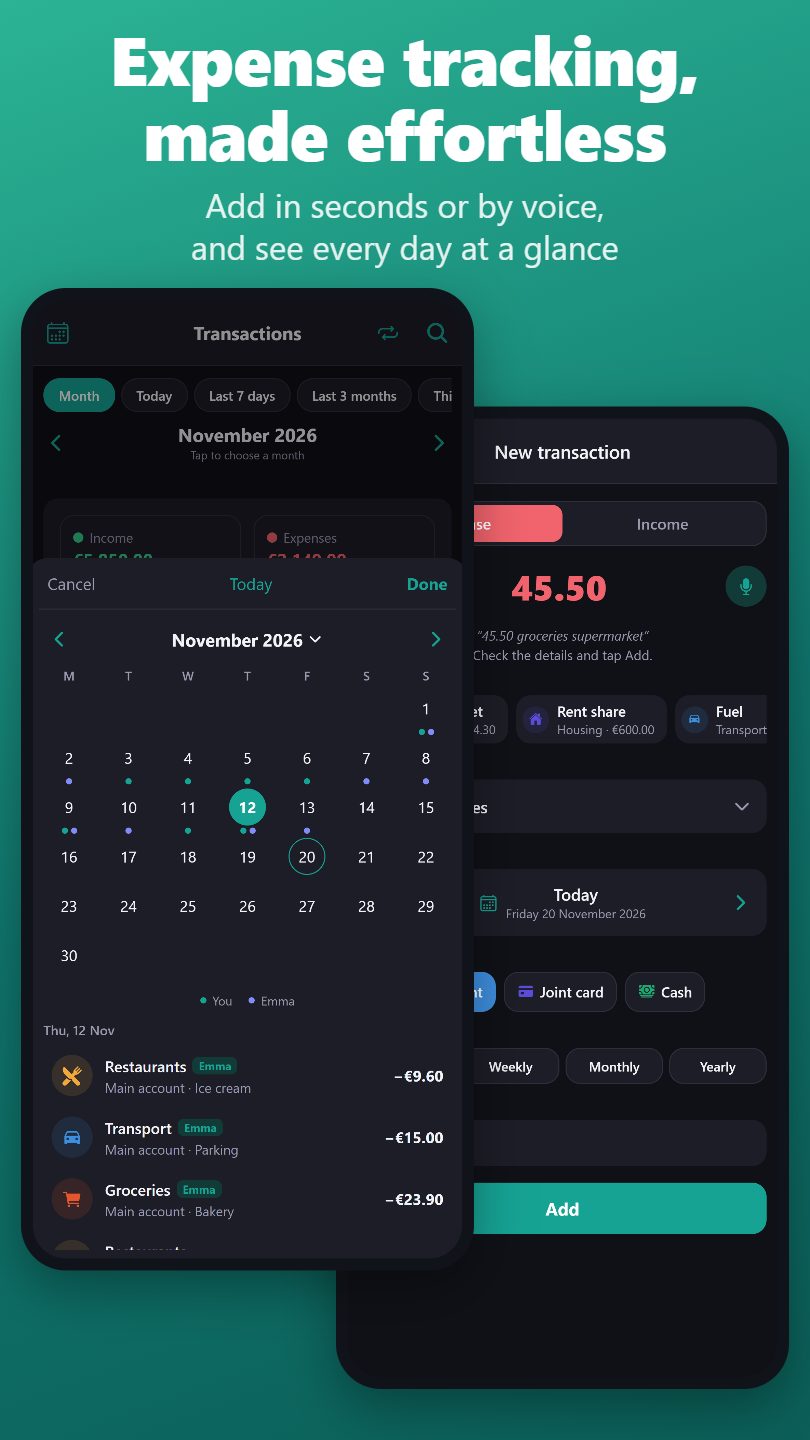 Expense tracking,
made effortless
Add in seconds or by voice,
and see every day at a glance
Transactions
Month Today Last 7 days Last 3 months
November 2026
Tap to choose a month
Income Expenses
Cancel Today Done
November 2026
M T W T F S S
1
2 3 4 5 6 7 8
9 10 11 12 13 14 15
16 17 18 19 20 21 22
23 24 25 26 27 28 29
30
You Emma
Thu, 12 Nov
Restaurants Emma
Main account · Ice cream
−€9.60
Transport Emma
Main account · Parking
−€15.00
Groceries Emma
Main account · Bakery
−€23.90
New transaction
Income
45.50
“45.50 groceries supermarket”
Check the details and tap Add.
Rent share
Housing · €600.00
Fuel
Transport
Today
Friday 20 November 2026
Joint card Cash
Weekly Monthly Yearly
Add